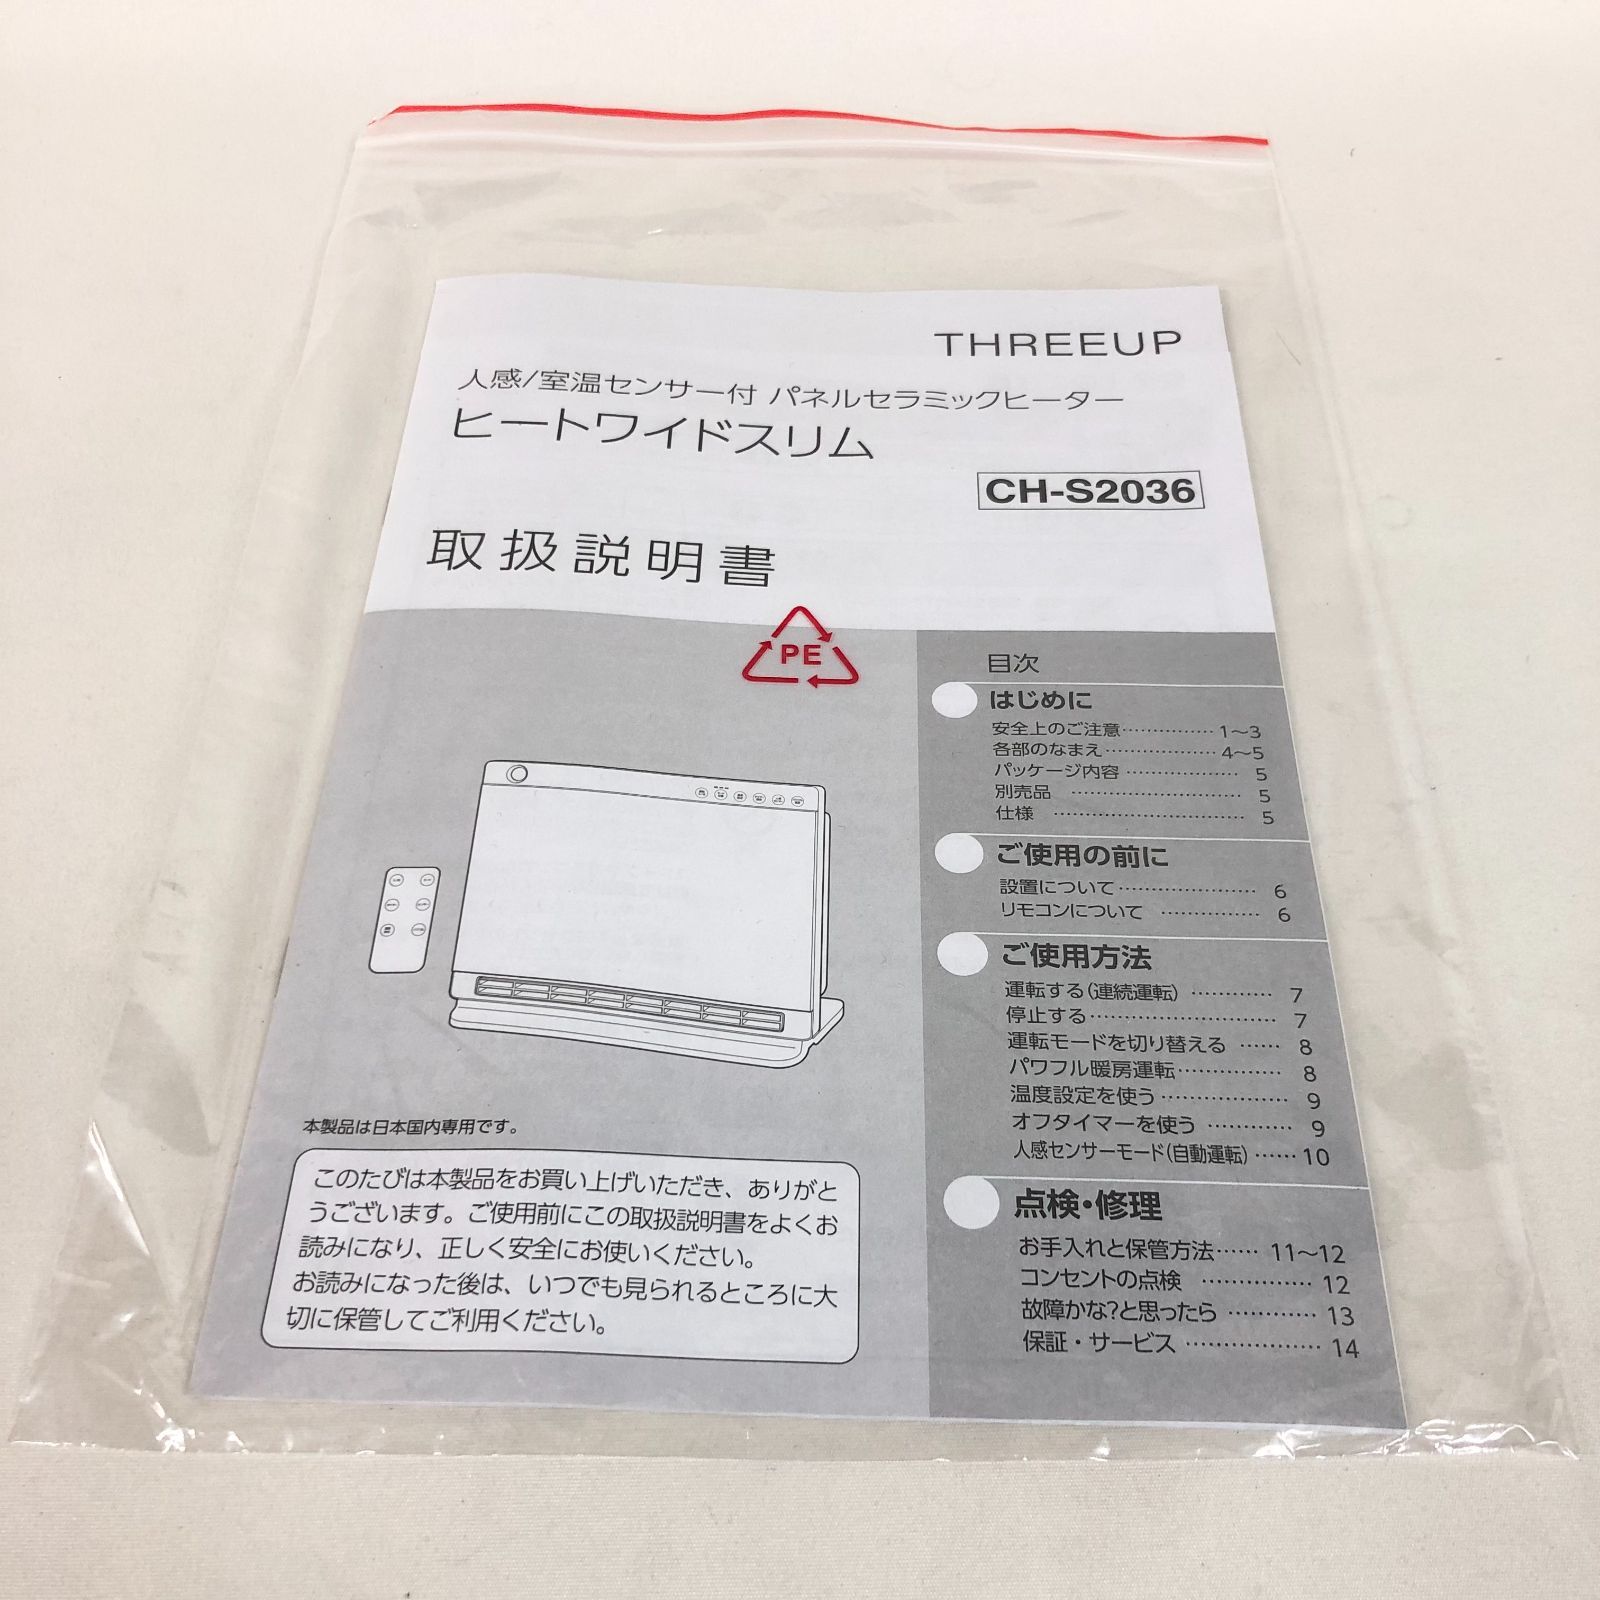 THREEUP
人感/室温センサー付 パネルセラミックヒーター
ヒートワイドスリム
CH-S2036
取扱説明書
PE
本製品は日本国内専用です。
このたびは本製品をお買い上げいただき、ありがと
うございます。ご使用前にこの取扱説明書をよくお
読みになり、正しく安全にお使いください。
お読みになった後は、いつでも見られるところに大
切に保管してご利用ください。
目次
はじめに
安全上のご注意……………1〜3
各部のなまえ………………4〜5
パッケージ内容………………5
別売品………………………5
仕様…………………………5
ご使用の前に
設置について…………………6
リモコンについて……………6
ご使用方法
運転する(連続運転)…………7
停止する………………………7
運転モードを切り替える……8
パワフル暖房運転……………8
温度設定を使う………………9
オフタイマーを使う…………9
人感センサーモード(自動運転)……10
点検・修理
お手入れと保管方法……11〜12
コンセントの点検……………12
故障かな?と思ったら…………13
保証・サービス………………14